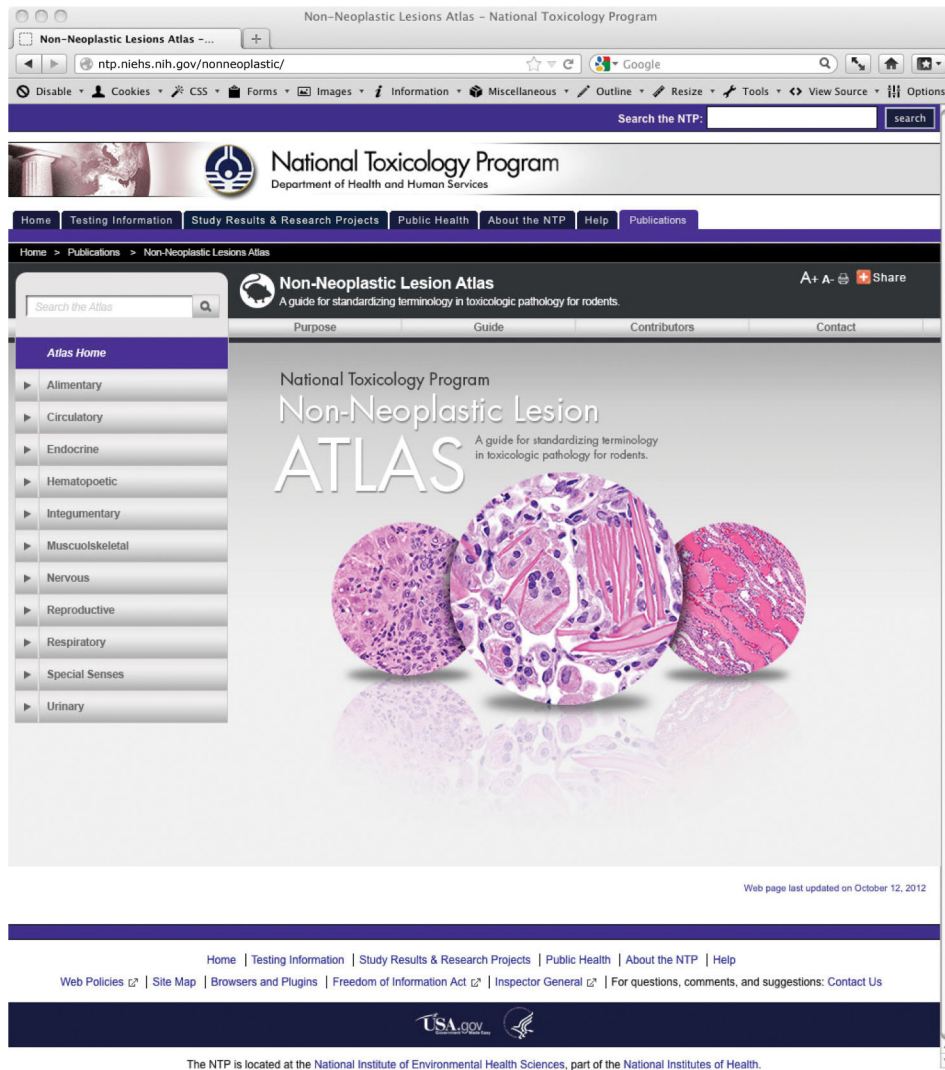 Non-Neoplastic Lesions Atlas – National Toxicology Program
Non-Neoplastic Lesions Atlas –...
ntp.niehs.nih.gov/nonneoplastic/
Google
Disable Cookies CSS Forms Images Information Miscellaneous Outline Resize Tools View Source Options
Search the NTP: search
National Toxicology Program
Department of Health and Human Services
Home Testing Information Study Results & Research Projects Public Health About the NTP Help Publications
Home > Publications > Non-Neoplastic Lesions Atlas
Search the Atlas
Non-Neoplastic Lesion Atlas
A guide for standardizing terminology in toxicologic pathology for rodents.
A+ A- Share
Purpose Guide Contributors Contact
Atlas Home
Alimentary
Circulatory
Endocrine
Hematopoetic
Integumentary
Muscuolskeletal
Nervous
Reproductive
Respiratory
Special Senses
Urinary
National Toxicology Program
Non-Neoplastic Lesion
ATLAS
A guide for standardizing terminology
in toxicologic pathology for rodents.
Web page last updated on October 12, 2012
Home | Testing Information | Study Results & Research Projects | Public Health | About the NTP | Help
Web Policies | Site Map | Browsers and Plugins | Freedom of Information Act | Inspector General | For questions, comments, and suggestions: Contact Us
USA.gov
Government Made Easy
The NTP is located at the National Institute of Environmental Health Sciences, part of the National Institutes of Health.